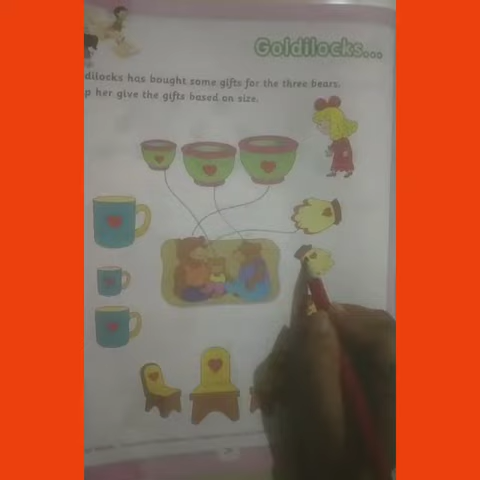 Goldilocks...
dilocks has bought some gifts for the three bears.
p her give the gifts based on size.